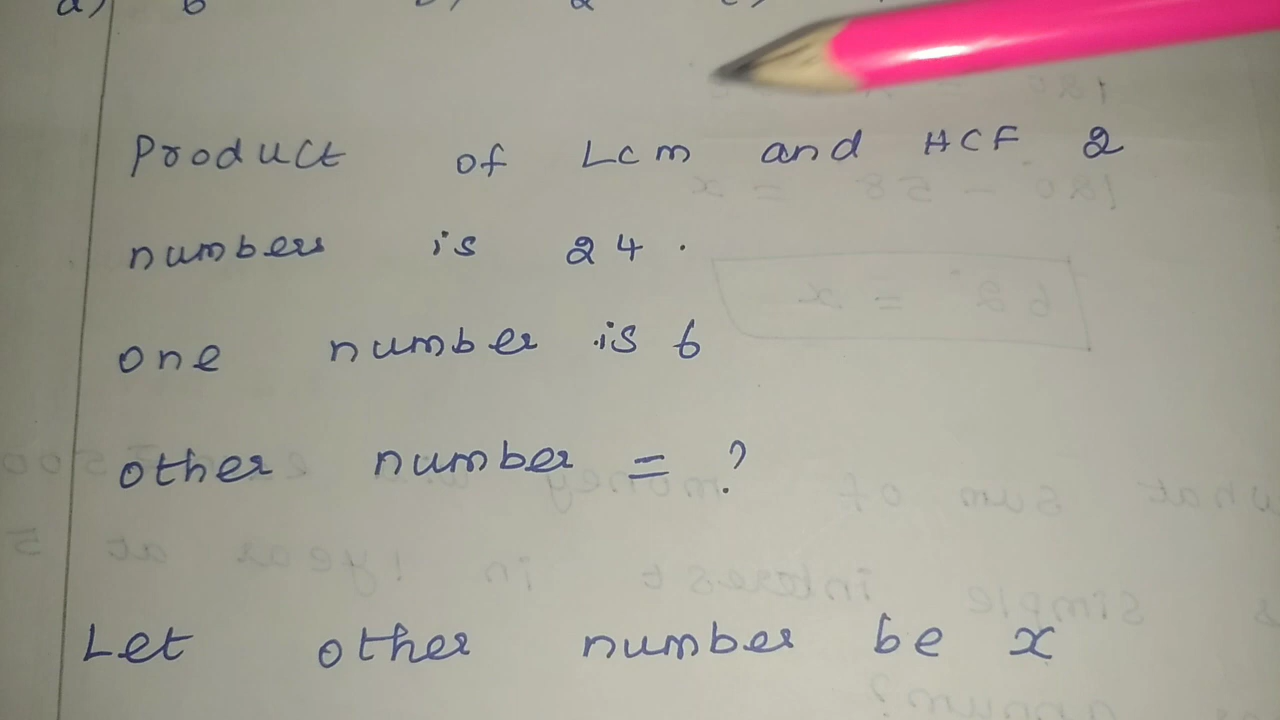 Product of Lcm and HCF 2
numbers is 24.
one number is 6
other number = ?
Let other number be x